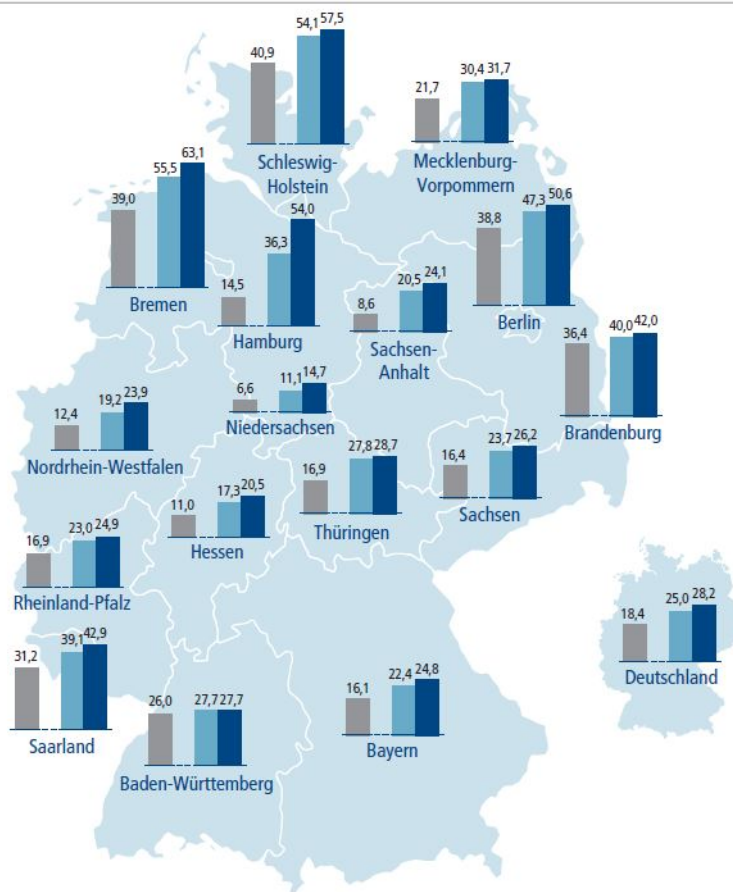 40,9 54,1 57,5
Schleswig-
Holstein
21,7 30,4 31,7
Mecklenburg-
Vorpommern
39,0 55,5 63,1
Bremen
14,5 36,3 54,0
Hamburg
8,6 20,5 24,1
Sachsen-
Anhalt
38,8 47,3 50,6
Berlin
36,4 40,0 42,0
Brandenburg
12,4 19,2 23,9
Nordrhein-Westfalen
6,6 11,1 14,7
Niedersachsen
11,0 17,3 20,5
Hessen
16,9 27,8 28,7
Thüringen
16,4 23,7 26,2
Sachsen
16,9 23,0 24,9
Rheinland-Pfalz
18,4 25,0 28,2
Deutschland
31,2 39,1 42,9
Saarland
26,0 27,7 27,7
Baden-Württemberg
16,1 22,4 24,8
Bayern